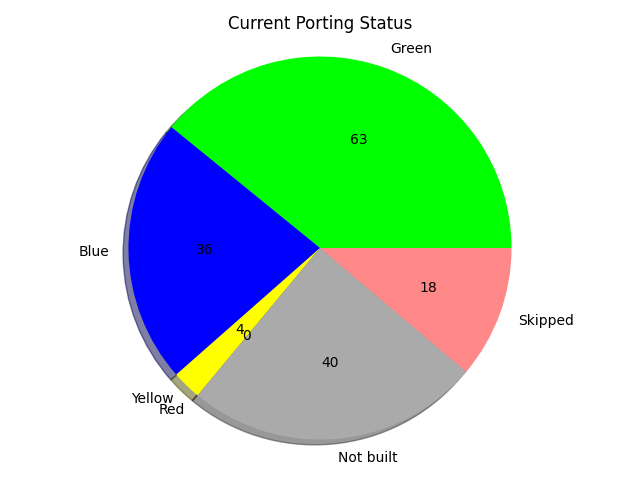 Current Porting Status
Green
63
Blue
36
Yellow
4
Red
0
Not built
40
Skipped
18